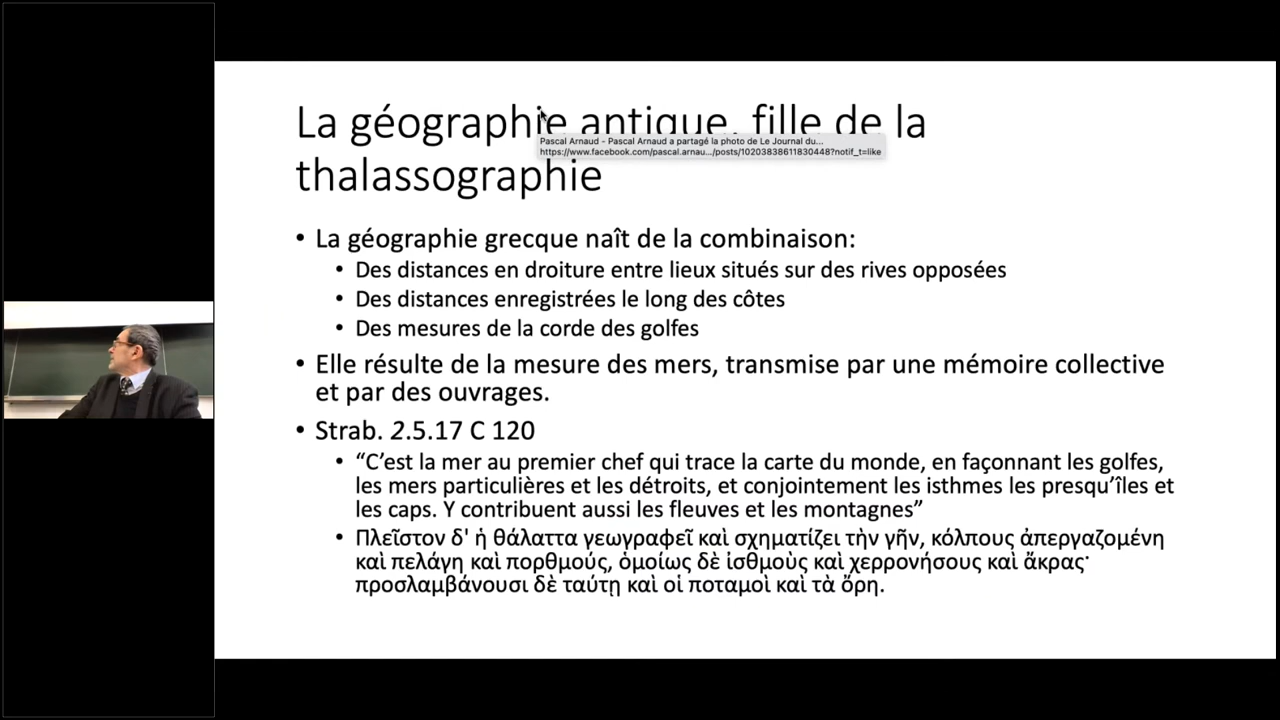 La géographie antique, fille de la
thalassographie
Pascal Arnaud - Pascal Arnaud a partagé la photo de Le Journal du...
https://www.facebook.com/pascal.arnau.../posts/10203838611830448?notif_t=like
• La géographie grecque naît de la combinaison:
• Des distances en droiture entre lieux situés sur des rives opposées
• Des distances enregistrées le long des côtes
• Des mesures de la corde des golfes
• Elle résulte de la mesure des mers, transmise par une mémoire collective
et par des ouvrages.
• Strab. 2.5.17 C 120
• “C’est la mer au premier chef qui trace la carte du monde, en façonnant les golfes,
les mers particulières et les détroits, et conjointement les isthmes les presqu’îles et
les caps. Y contribuent aussi les fleuves et les montagnes”
• Πλεῖστον δ' ἡ θάλαττα γεωγραφεῖ καὶ σχηματίζει τὴν γῆν, κόλπους ἀπεργαζομένη
καὶ πελάγη καὶ πορθμούς, ὁμοίως δὲ ἰσθμοὺς καὶ χερρονήσους καὶ ἄκρας·
προσλαμβάνουσι δὲ ταύτῃ καὶ οἱ ποταμοὶ καὶ τὰ ὄρη.